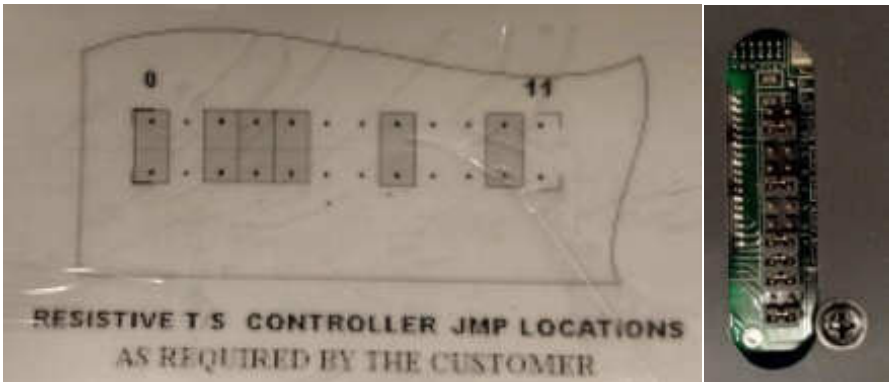 0 11
RESISTIVE T/S CONTROLLER JMP LOCATIONS
AS REQUIRED BY THE CUSTOMER